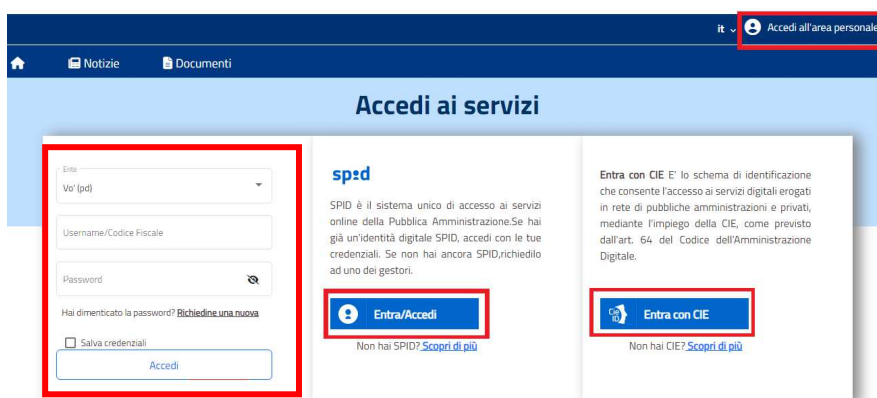 it
Accedi all'area personale
Notizie
Documenti
Accedi ai servizi
Ente
Vo' (pd)
Username/Codice Fiscale
Password
Hai dimenticato la password? Richiedine una nuova
Salva credenziali
Accedi
sp:d
SPID è il sistema unico di accesso ai servizi
online della Pubblica Amministrazione.Se hai
già un'identità digitale SPID, accedi con le tue
credenziali. Se non hai ancora SPID,richiedilo
ad uno dei gestori.
Entra/Accedi
Non hai SPID? Scopri di più
Entra con CIE E' lo schema di identificazione
che consente l'accesso ai servizi digitali erogati
in rete di pubbliche amministrazioni e privati,
mediante l'impiego della CIE, come previsto
dall'art. 64 del Codice dell'Amministrazione
Digitale.
Cie
iD
Entra con CIE
Non hai CIE? Scopri di più